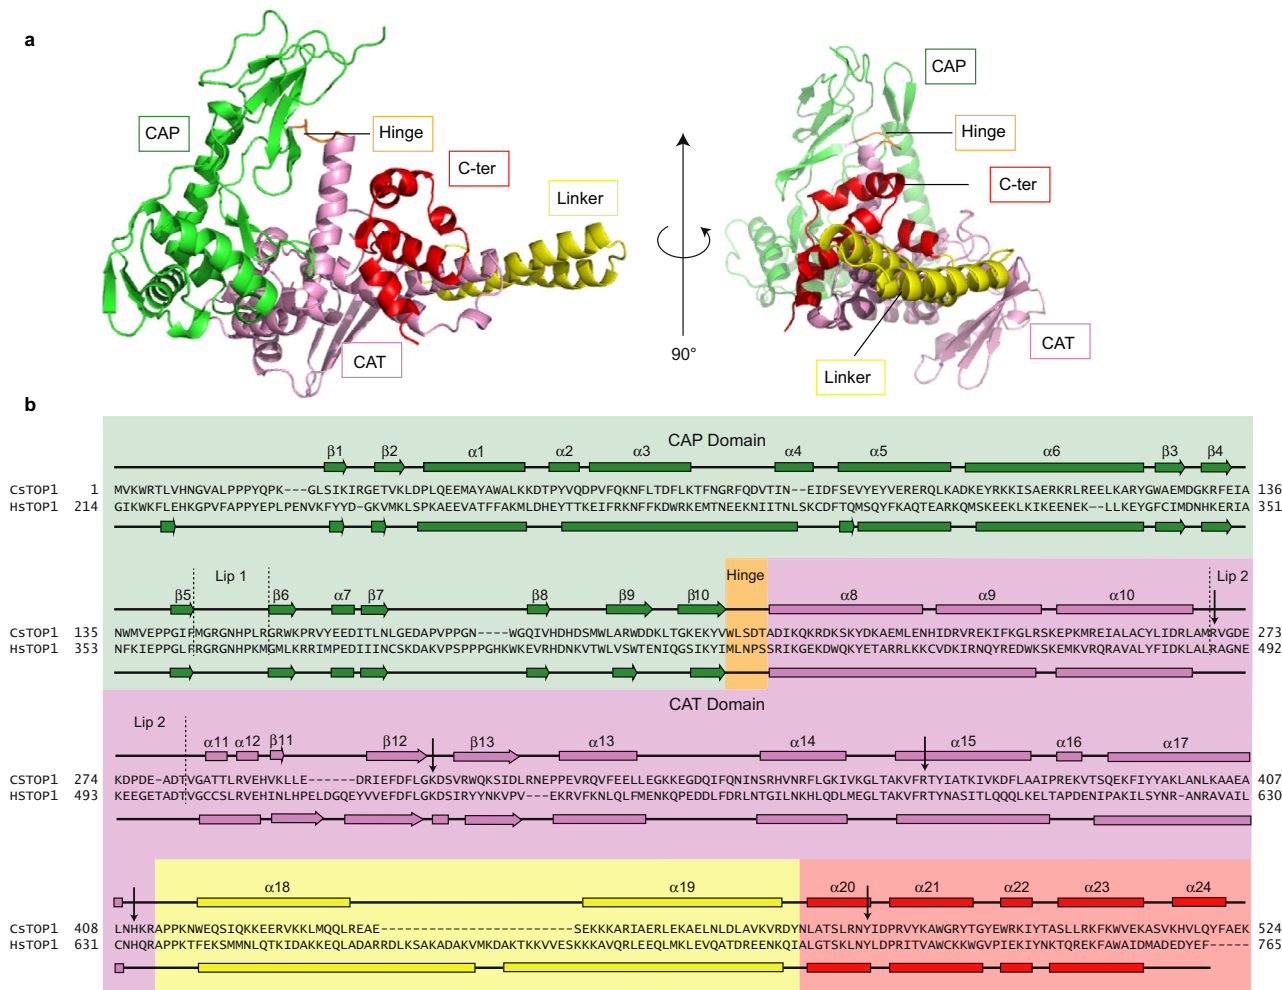 a
CAP
Hinge
C-ter
Linker
CAT
90°
CAP
Hinge
C-ter
Linker
CAT
b
CAP Domain
β1 β2 α1 α2 α3 α4 α5 α6 β3 β4
CsTOP1 1 MVKWRTLVHNGVALPPPYQPK---GLSIKIRGETVKLDPLQEEMAYAWALKKDTPYVQDPVFQKNFLTDFLKTFNGRFQDVTIN--EIDFSEVYEYVERERQLKADKEYRKKISAERKRLREELKARYGWAEMDGKRFEIA 136
HsTOP1 214 GIKWKFLEHKGPVFAPPYEPLPENVKFYYD-GKVMKLSPKAEEVATFFAKMLDHEYTTKEIFRKNFFKDWRKEMTNEEKNIITNLSKCDFTQMSQYFKAQTEARKQMSKEEKLKIKEENEK--LLKEYGFCIMDNHKERIA 351
Lip 1 Hinge Lip 2
β5 β6 α7 β7 β8 β9 β10 α8 α9 α10
CsTOP1 135 NWMVEPPGIFMGRGNHPLRGRWKPRVYEEDITLNLGEDAPVPPGN----WGQIVHDHDSMWLARWDDKLTGKEKYVWLSDTADIKQKRDKSKYDKAEMLENHIDRVREKIFKGLRSKEPKMREIALACYLIDRLAMRVGDE 273
HsTOP1 353 NFKIEPPGLFRGRGNHPKMGMLKRRIMPEDIIINCSKDAKVPSPPPGHKWKEVRHDNKVTWLVSWTENIQGSIKYIMLNPSSRIKGEKDWQKYETARRLKKCVDKIRNQYREDWKSKEMKVRQRAVALYFIDKLALRAGNE 492
CAT Domain
Lip 2
α11 α12 β11 β12 β13 α13 α14 α15 α16 α17
CSTOP1 274 KDPDE-ADTVGATTLRVEHVKLLE------DRIEFDFLGKDSVRWQKSIDLRNEPPEVRQVFEELLEGKKEGDQIFQNINSRHVNRFLGKIVKGLTAKVFRTYIATKIVKDFLAAIPREKVTSQEKFIYYAKLANLKAAEA 407
HSTOP1 493 KEEGETADTVGCCSLRVEHINLHPELDGQEYVVEFDFLGKDSIRYYNKVPV---EKRVFKNLQLFMENKQPEDDLFDRLNTGILNKHLQDLMEGLTAKVFRTYNASITLQQQLKELTAPDENIPAKILSYNR-ANRAVAIL 630
α18 α19 α20 α21 α22 α23 α24
CsTOP1 408 LNHKRAPPKNWEQSIQKKEERVKKLMQQLREAE------------------------SEKKKARIAERLEKAELNLDLAVKVRDYNLATSLRNYIDPRVYKAWGRYTGYEWRKIYTASLLRKFKWVEKASVKHVLQYFAEK 524
HsTOP1 631 CNHQRAPPKTFEKSMMNLQTKIDAKKEQLADARRDLKSAKADAKVMKDAKTKKVVESKKKAVQRLEEQLMKLEVQATDREENKQIALGTSKLNYLDPRITVAWCKKWGVPIEKIYNKTQREKFAWAIDMADEDYEF----- 765